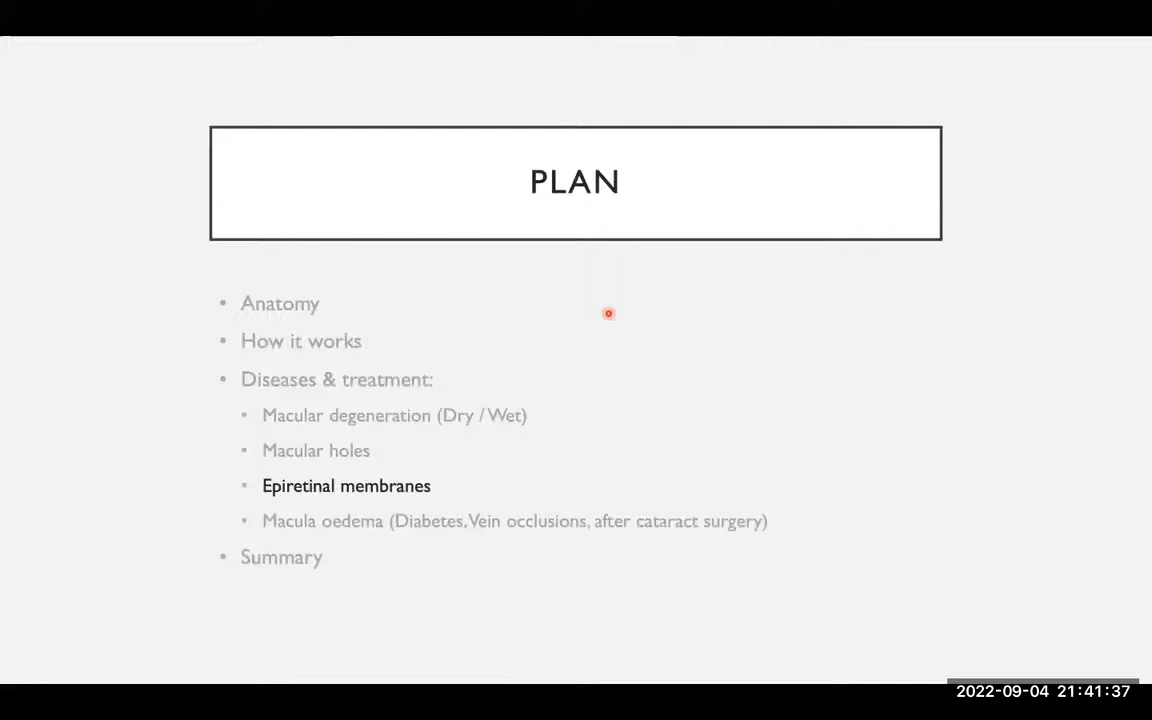 PLAN
• Anatomy
• How it works
• Diseases & treatment:
• Macular degeneration (Dry / Wet)
• Macular holes
• Epiretinal membranes
• Macula oedema (Diabetes, Vein occlusions, after cataract surgery)
• Summary
2022-09-04 21:41:37